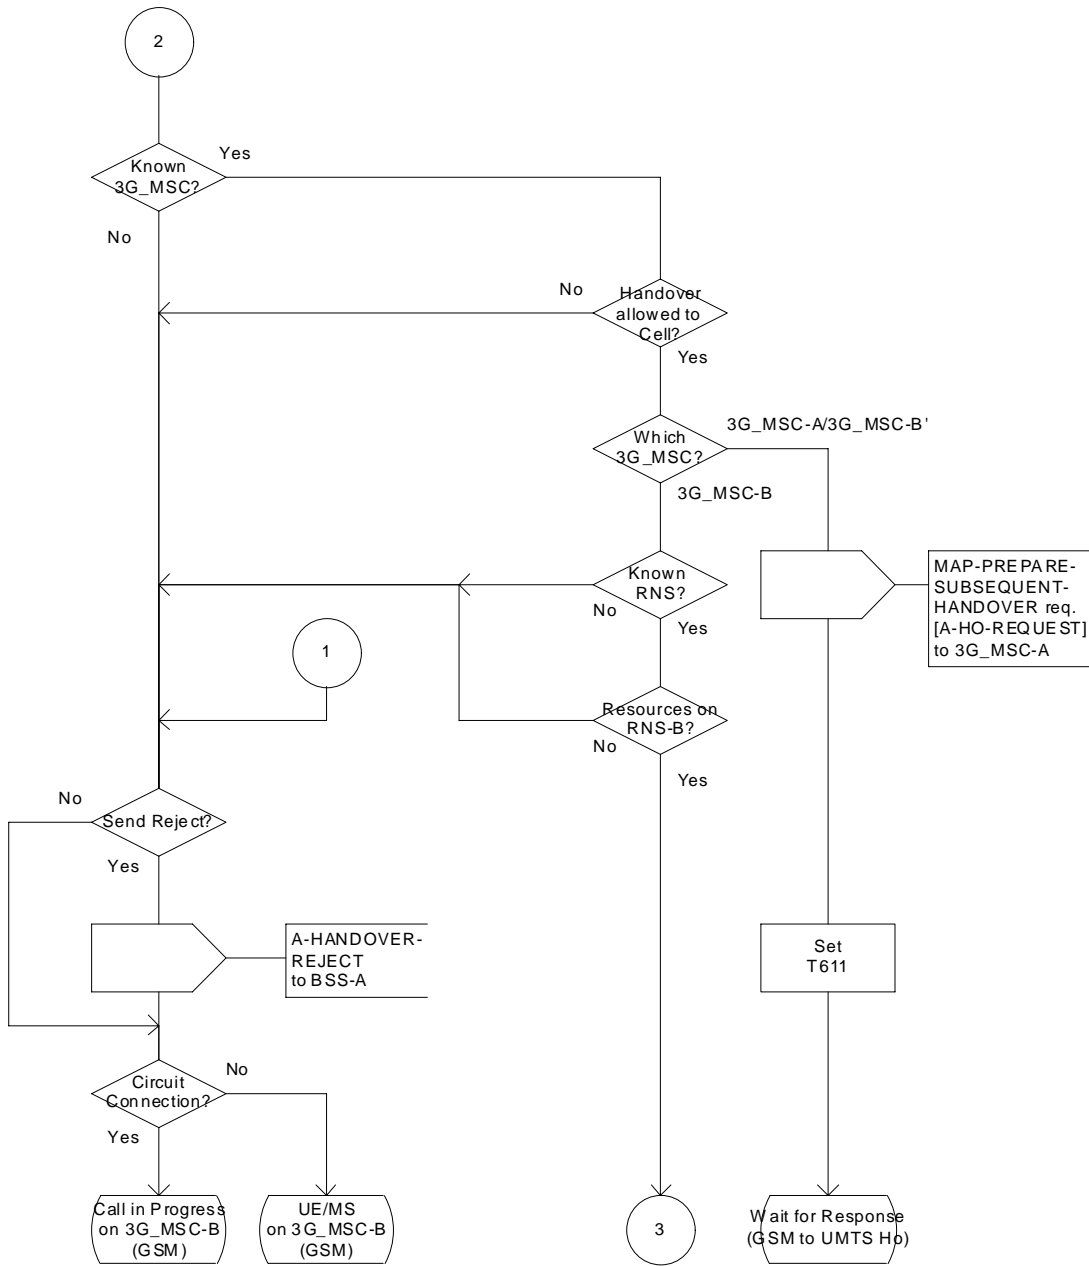 2
Yes
Known
3G_MSC?
No
No
Handover
allowed to
Cell?
Yes
3G_MSC-A/3G_MSC-B'
Which
3G_MSC?
3G_MSC-B
Known
RNS?
No
Yes
MAP-PREPARE-
SUBSEQUENT-
HANDOVER req.
[A-HO-REQUEST]
to 3G_MSC-A
1
Resources on
RNS-B?
No
Yes
No
Send Reject?
Yes
A-HANDOVER-
REJECT
to BSS-A
Set
T611
No
Circuit
Connection?
Yes
Call in Progress
on 3G_MSC-B
(GSM)
UE/MS
on 3G_MSC-B
(GSM)
3
Wait for Response
(GSM to UMTS Ho)